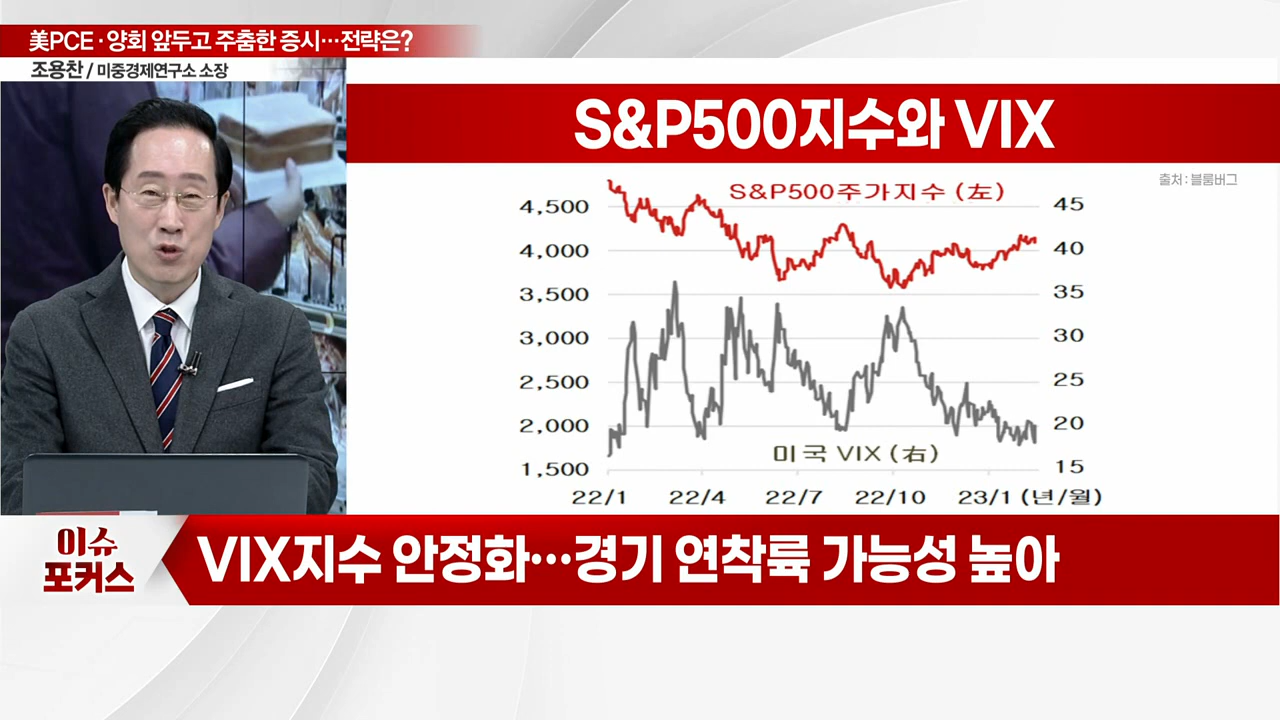 美PCE·양회 앞두고 주춤한 증시…전략은?
조용찬 / 미중경제연구소 소장
S&P500지수와 VIX
출처 : 블룸버그
S&P500주가지수 (左)
4,500
4,000
3,500
3,000
2,500
2,000
1,500
45
40
35
30
25
20
15
미국 VIX (右)
22/1 22/4 22/7 22/10 23/1 (년/월)
이슈
포커스
VIX지수 안정화…경기 연착륙 가능성 높아